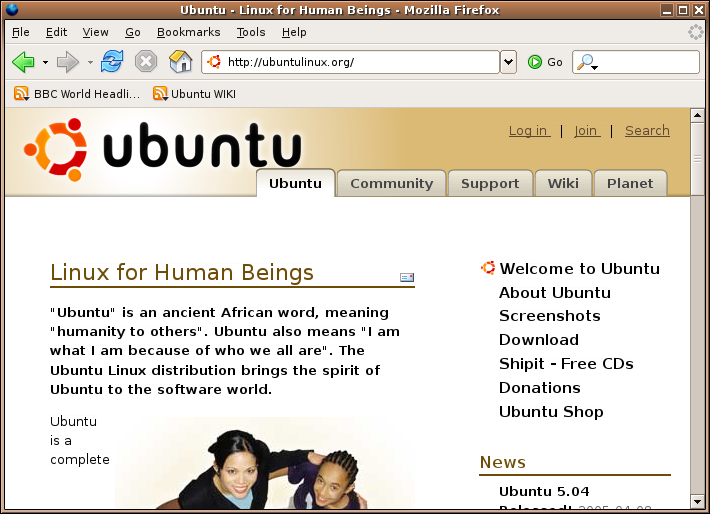 Ubuntu - Linux for Human Beings - Mozilla Firefox
File Edit View Go Bookmarks Tools Help
http://ubuntulinux.org/ Go
BBC World Headli... Ubuntu WIKI
ubuntu
Log in | Join | Search
Ubuntu Community Support Wiki Planet
Linux for Human Beings
"Ubuntu" is an ancient African word, meaning
"humanity to others". Ubuntu also means "I am
what I am because of who we all are". The
Ubuntu Linux distribution brings the spirit of
Ubuntu to the software world.
Ubuntu
is a
complete
Welcome to Ubuntu
About Ubuntu
Screenshots
Download
Shipit - Free CDs
Donations
Ubuntu Shop
News
Ubuntu 5.04
Released! 2005-04-08